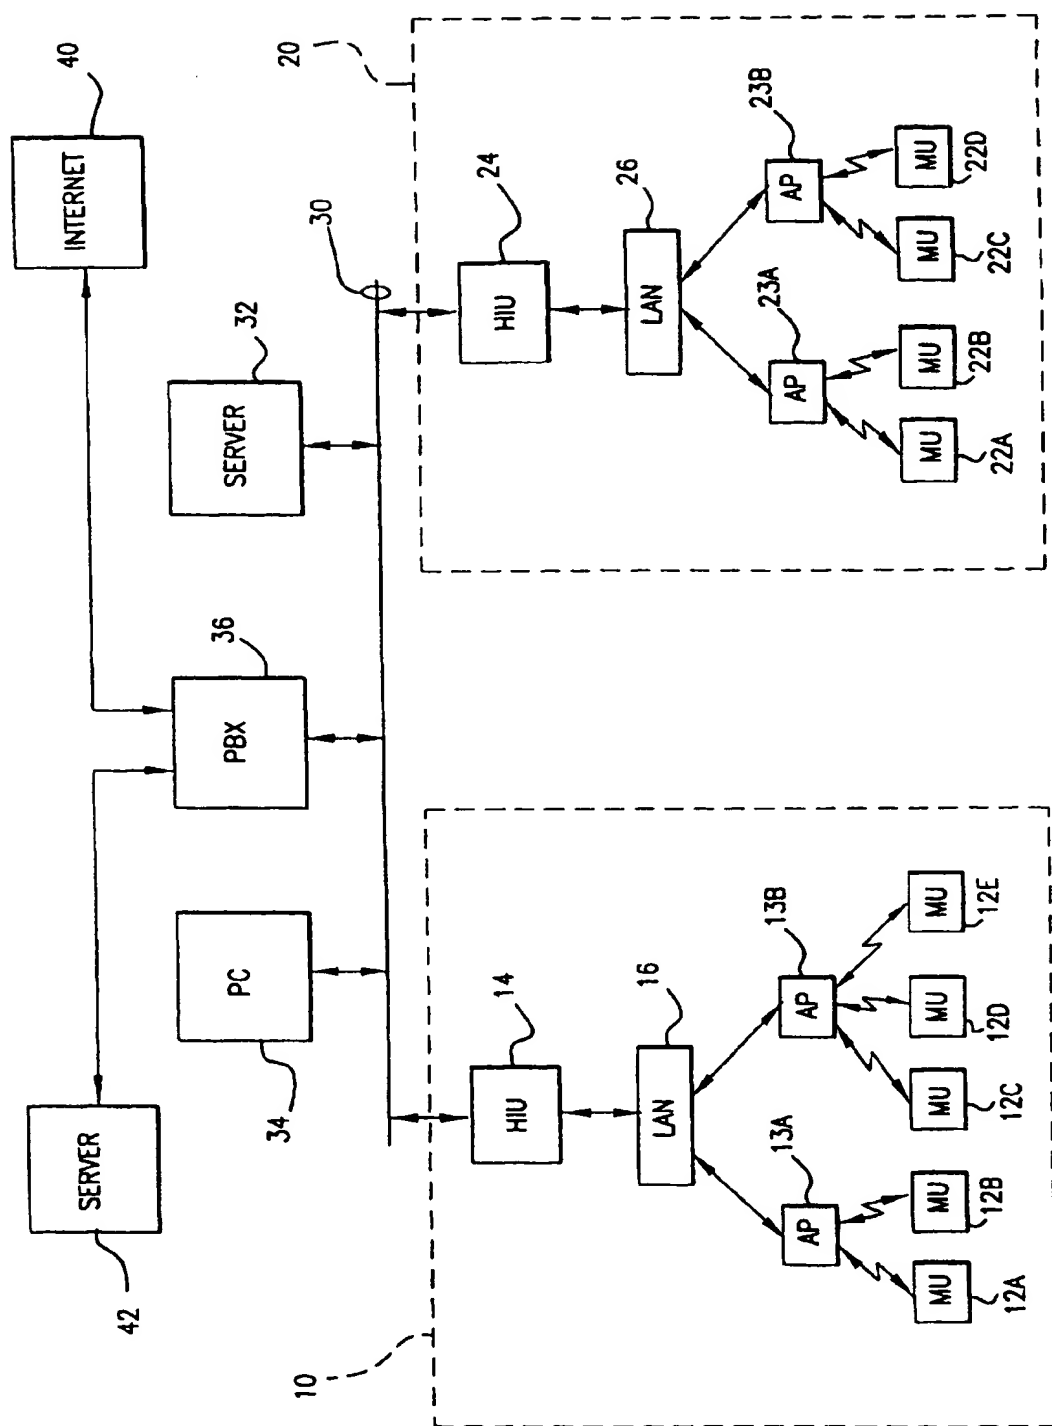 42
SERVER
INTERNET
40
34
PC
PBX
36
SERVER
32
30
10
20
HIU
14
HIU
24
LAN
16
LAN
26
AP
13A
AP
13B
AP
23A
AP
23B
MU
12A
MU
12B
MU
12C
MU
12D
MU
12E
MU
22A
MU
22B
MU
22C
MU
22D